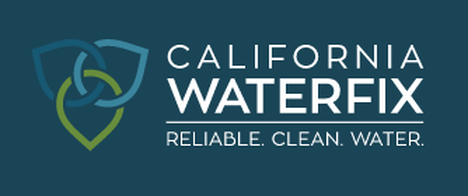 CALIFORNIA
WATERFIX
RELIABLE. CLEAN. WATER.